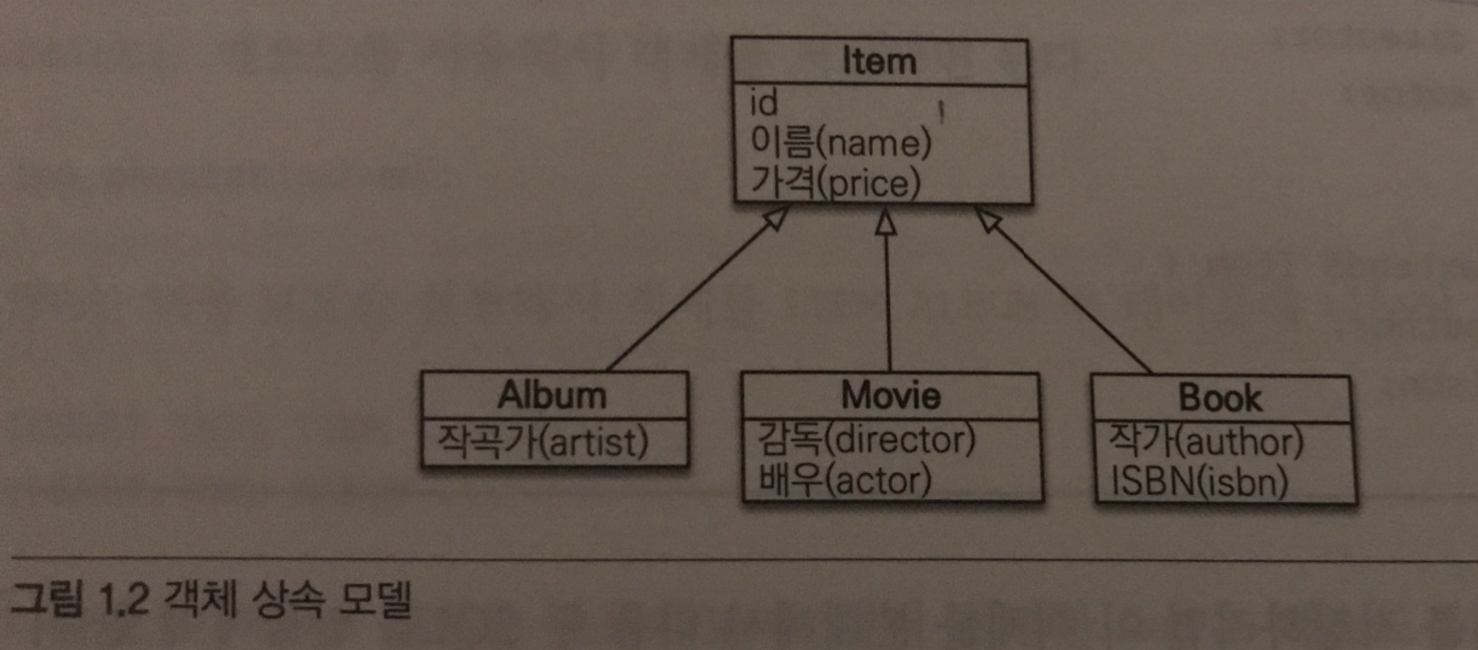 Item
id
이름(name)
가격(price)
Album
작곡가(artist)
Movie
감독(director)
배우(actor)
Book
작가(author)
ISBN(isbn)
그림 1.2 객체 상속 모델